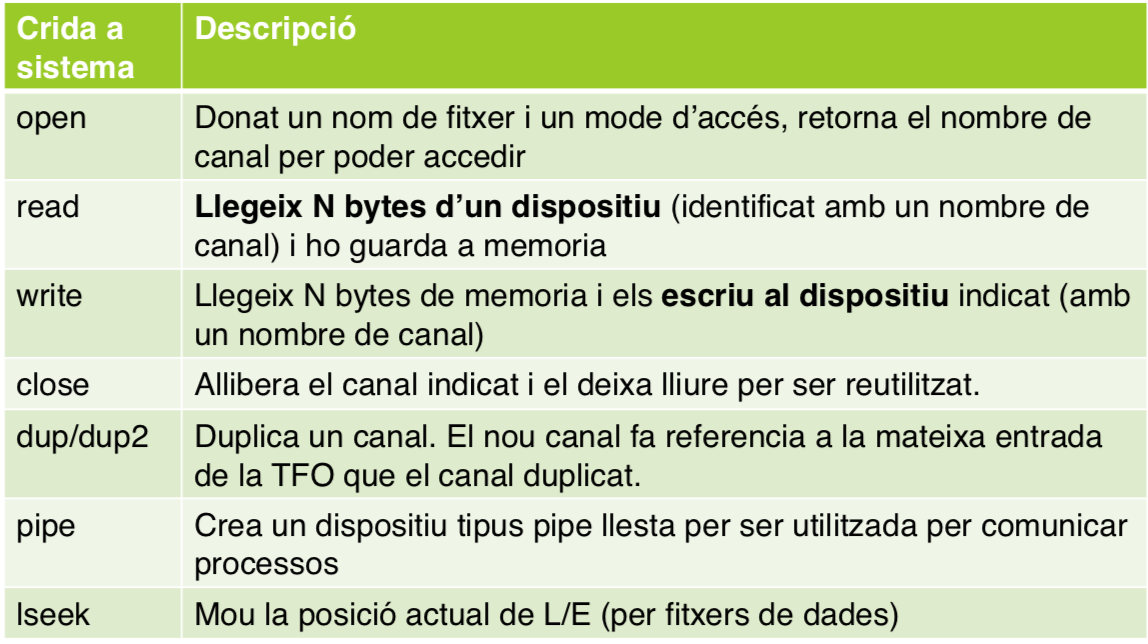 Crida a Descripció
sistema
open Donat un nom de fitxer i un mode d'accés, retorna el nombre de
canal per poder accedir
read Llegeix N bytes d'un dispositiu (identificat amb un nombre de
canal) i ho guarda a memoria
write Llegeix N bytes de memoria i els escriu al dispositiu indicat (amb
un nombre de canal)
close Allibera el canal indicat i el deixa lliure per ser reutilitzat.
dup/dup2 Duplica un canal. El nou canal fa referencia a la mateixa entrada
de la TFO que el canal duplicat.
pipe Crea un dispositiu tipus pipe llesta per ser utilitzada per comunicar
processos
lseek Mou la posició actual de L/E (per fitxers de dades)